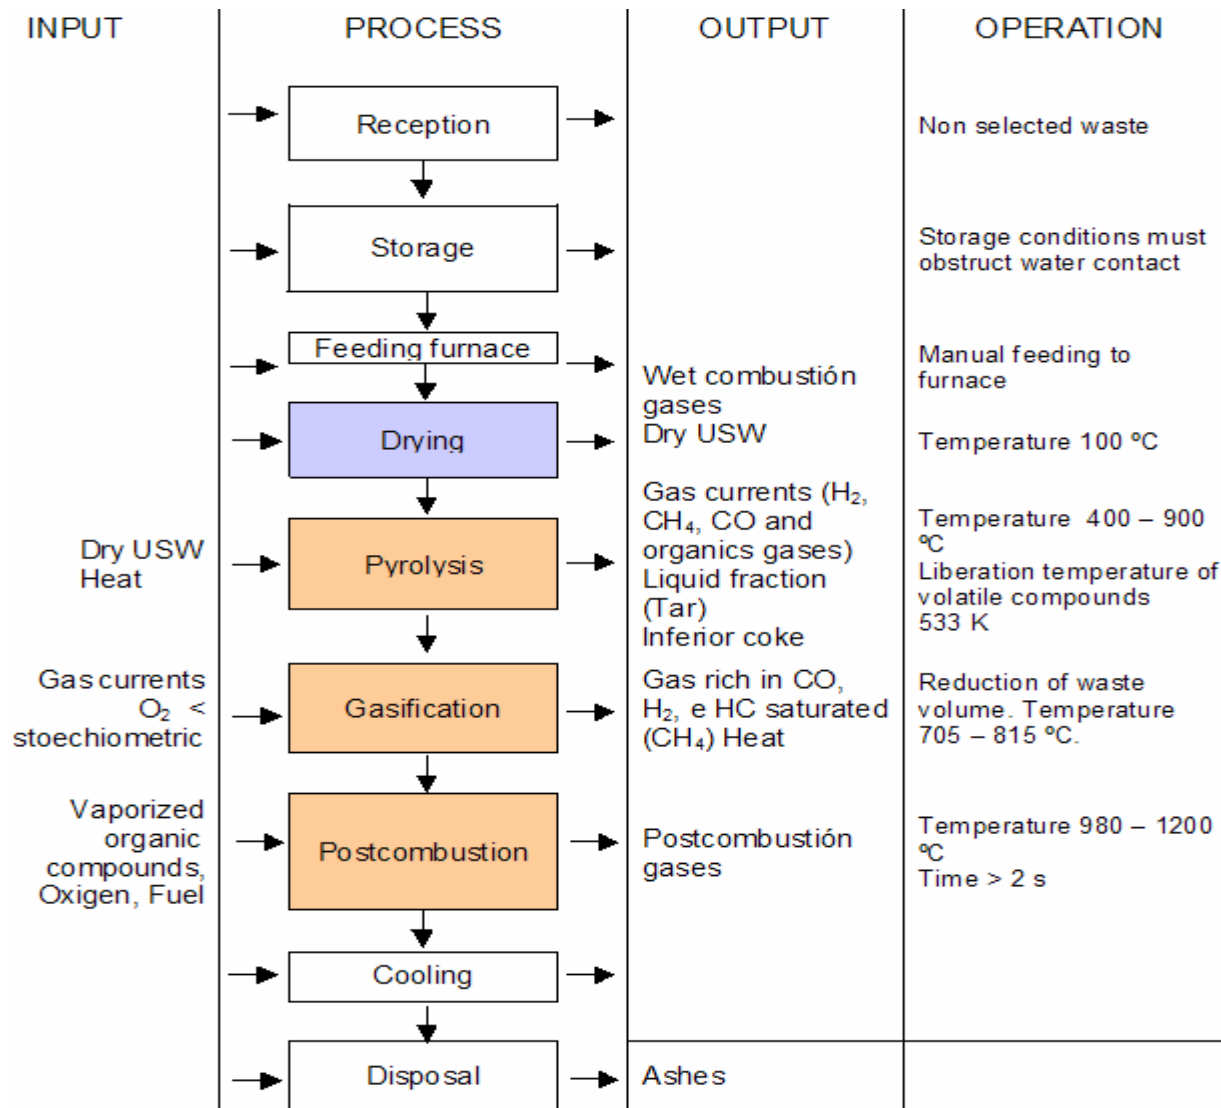 INPUT
PROCESS
OUTPUT
OPERATION
Reception
Non selected waste
Storage
Storage conditions must
obstruct water contact
Feeding furnace
Manual feeding to
furnace
Wet combustión
gases
Dry USW
Drying
Temperature 100 ºC
Dry USW
Heat
Pyrolysis
Gas currents (H₂,
CH₄, CO and
organics gases)
Liquid fraction
(Tar)
Inferior coke
Temperature 400 – 900
ºC
Liberation temperature of
volatile compounds
533 K
Gas currents
O₂ <
stoechiometric
Gasification
Gas rich in CO,
H₂, e HC saturated
(CH₄) Heat
Reduction of waste
volume. Temperature
705 – 815 ºC.
Vaporized
organic
compounds,
Oxigen, Fuel
Postcombustion
Postcombustión
gases
Temperature 980 – 1200
ºC
Time > 2 s
Cooling
Disposal
Ashes